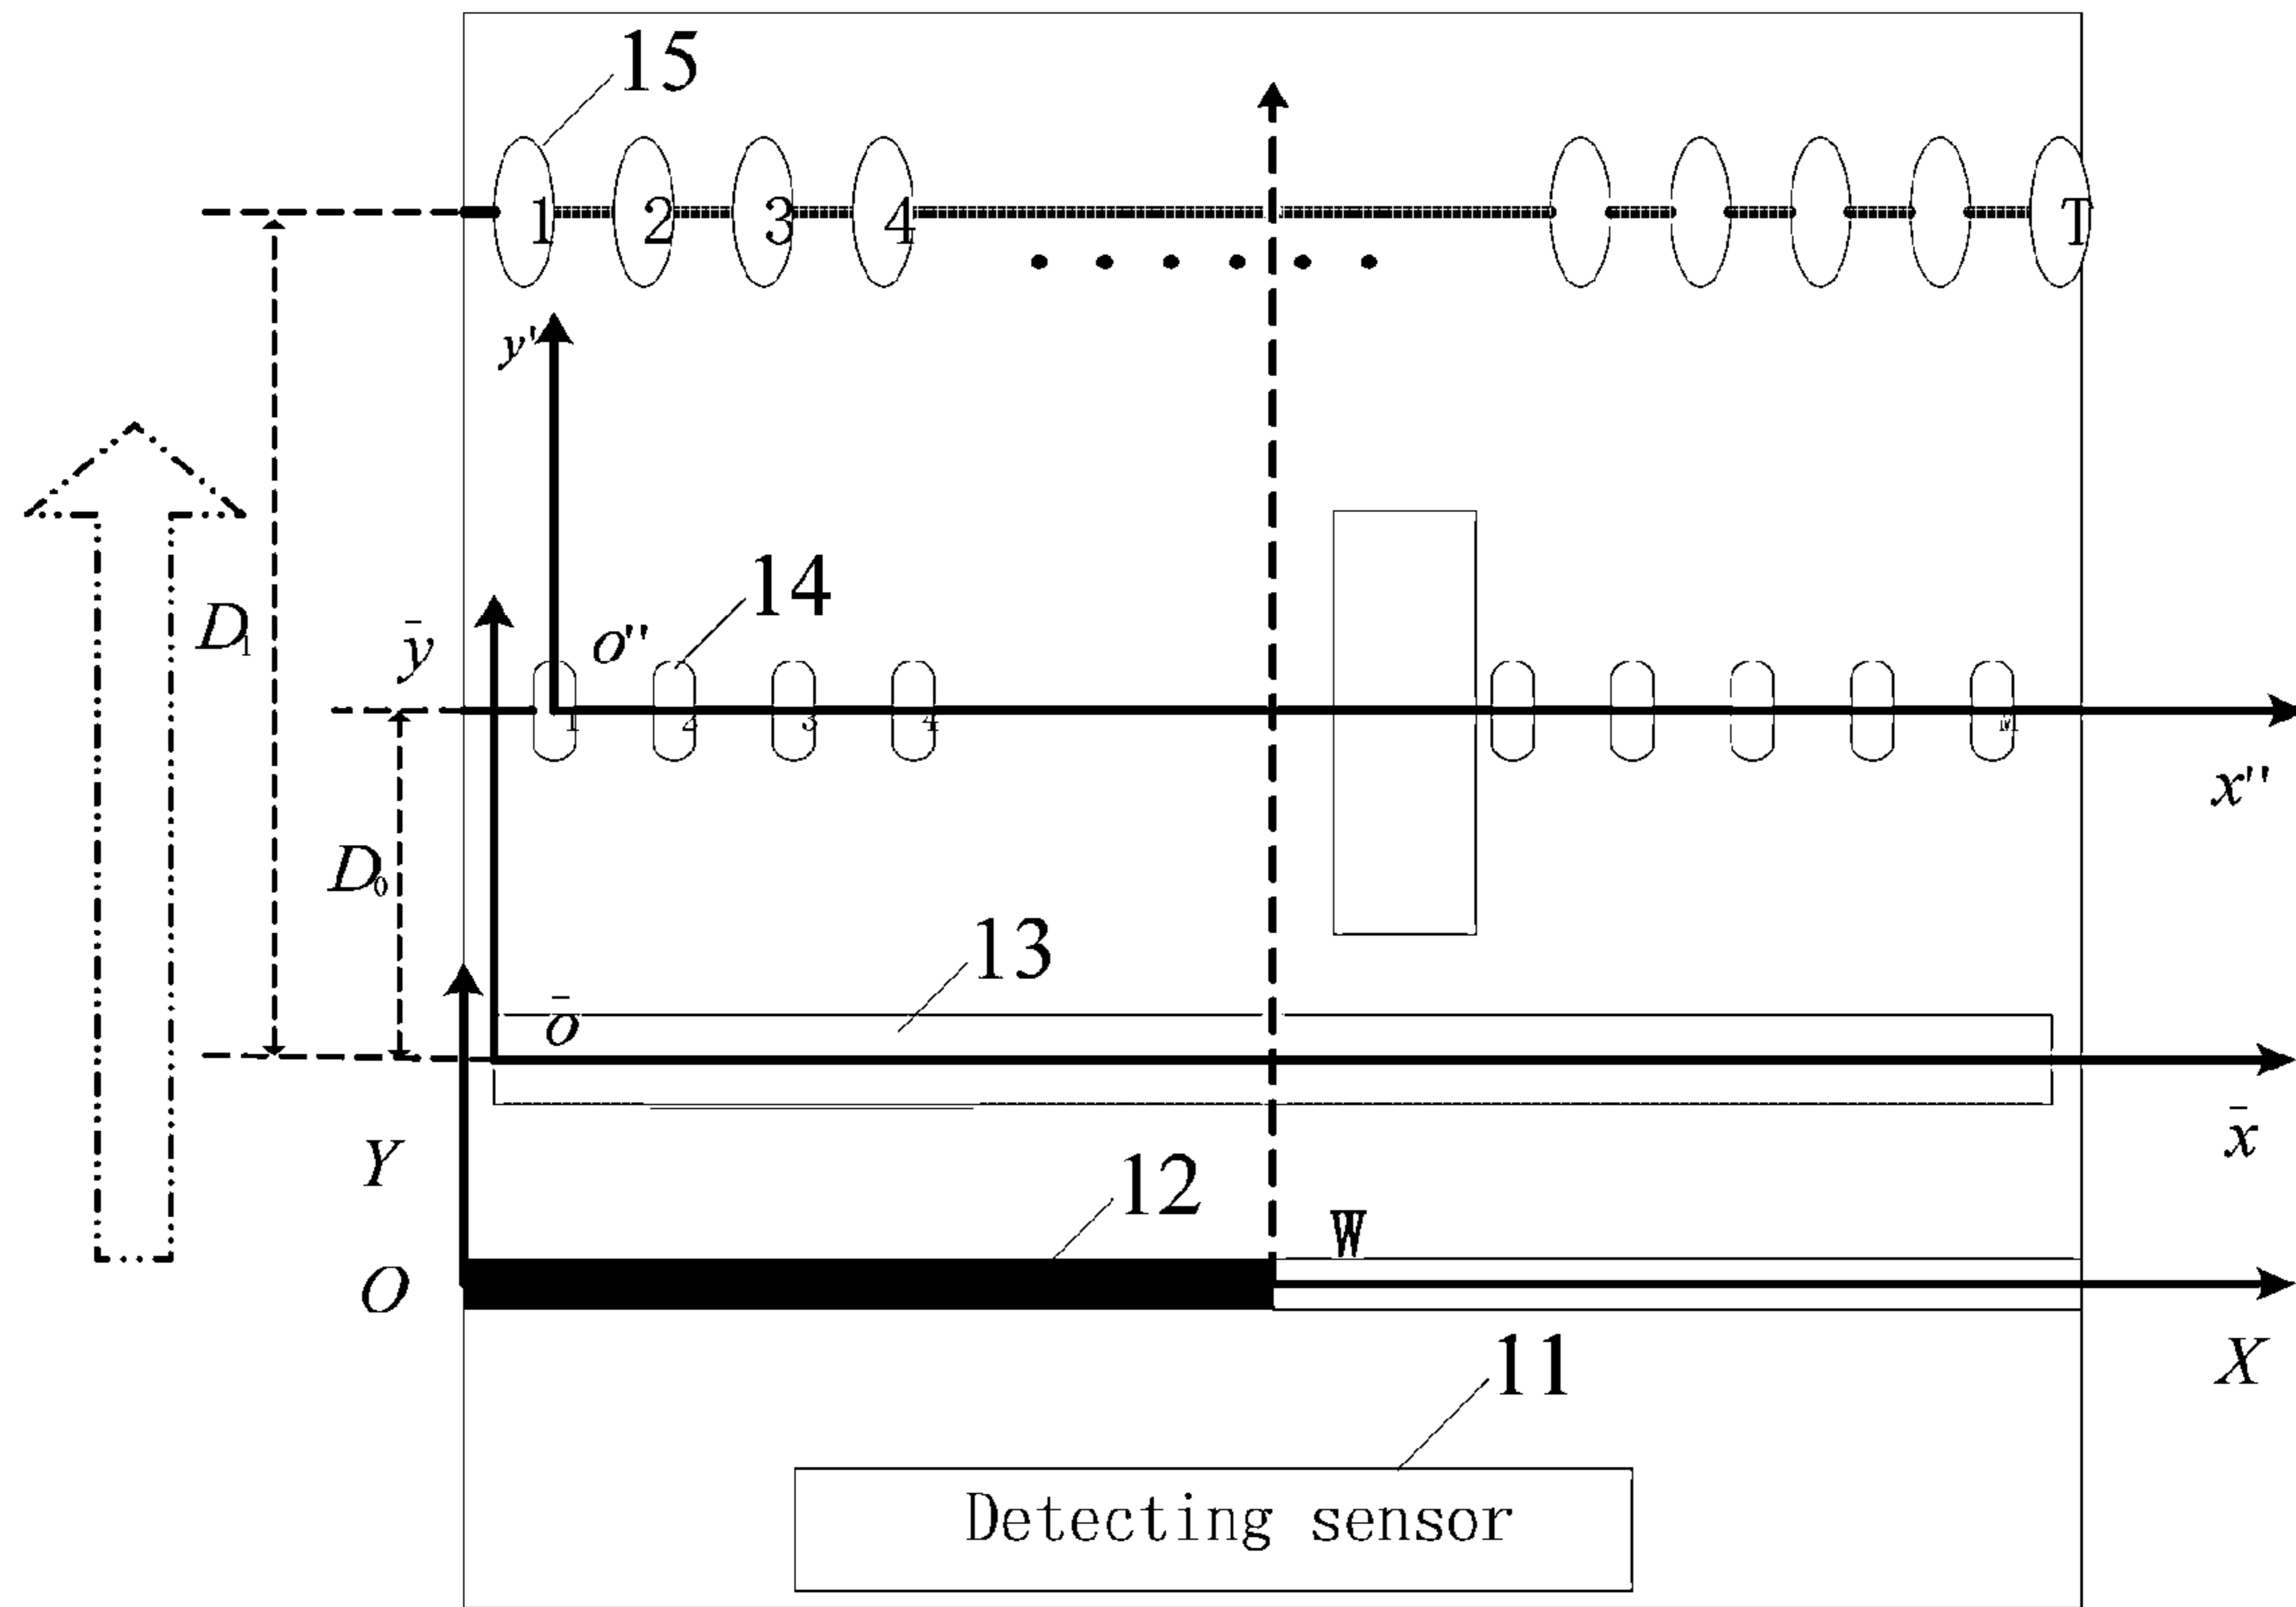 15
1 2 3 4 T
y'
14
D₁
ȳ
o''
1 2 3 4 M
x''
D₀
13
ō
x̄
Y
12
W
O
X
11
Detecting sensor